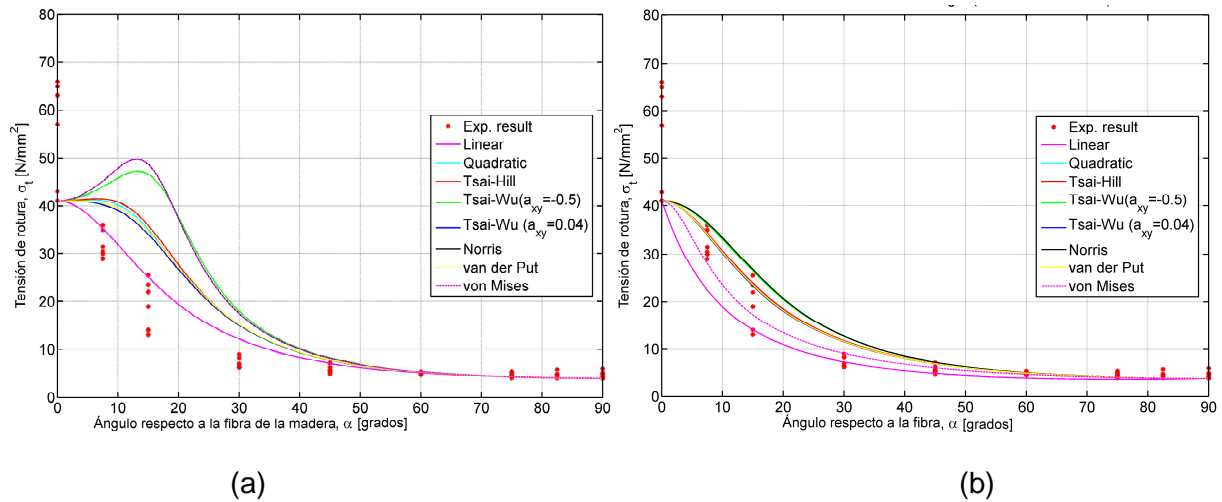 80
70
60
50
40
30
20
10
0
Tensión de rotura, σt [N/mm2]
0 10 20 30 40 50 60 70 80 90
Ángulo respecto a la fibra de la madera, α [grados]
Exp. result
Linear
Quadratic
Tsai-Hill
Tsai-Wu(axy=-0.5)
Tsai-Wu (axy=0.04)
Norris
van der Put
von Mises
(a)
80
70
60
50
40
30
20
10
0
Tensión de rotura, σt [N/mm2]
0 10 20 30 40 50 60 70 80 90
Ángulo respecto a la fibra, α [grados]
Exp. result
Linear
Quadratic
Tsai-Hill
Tsai-Wu(axy=-0.5)
Tsai-Wu (axy=0.04)
Norris
van der Put
von Mises
(b)